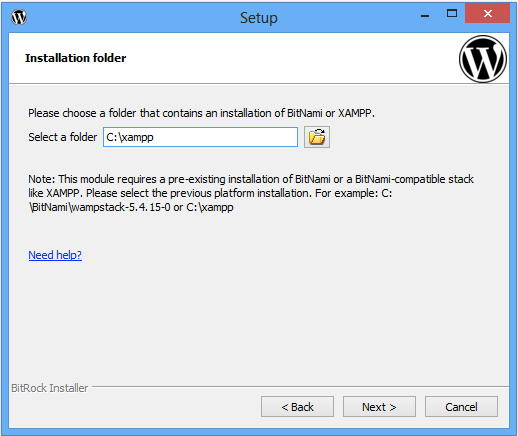 Setup
Installation folder
Please choose a folder that contains an installation of BitNami or XAMPP.
Select a folder C:\xampp
Note: This module requires a pre-existing installation of BitNami or a BitNami-compatible stack
like XAMPP. Please select the previous platform installation. For example: C:
\BitNami\wampstack-5.4.15-0 or C:\xampp
Need help?
BitRock Installer
< Back Next > Cancel